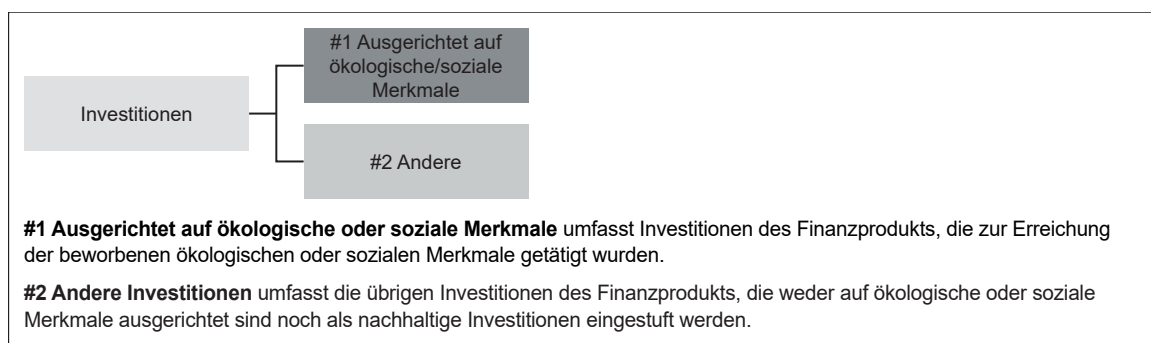 #1 Ausgerichtet auf
ökologische/soziale
Merkmale
Investitionen
#2 Andere
#1 Ausgerichtet auf ökologische oder soziale Merkmale umfasst Investitionen des Finanzprodukts, die zur Erreichung
der beworbenen ökologischen oder sozialen Merkmale getätigt wurden.
#2 Andere Investitionen umfasst die übrigen Investitionen des Finanzprodukts, die weder auf ökologische oder soziale
Merkmale ausgerichtet sind noch als nachhaltige Investitionen eingestuft werden.